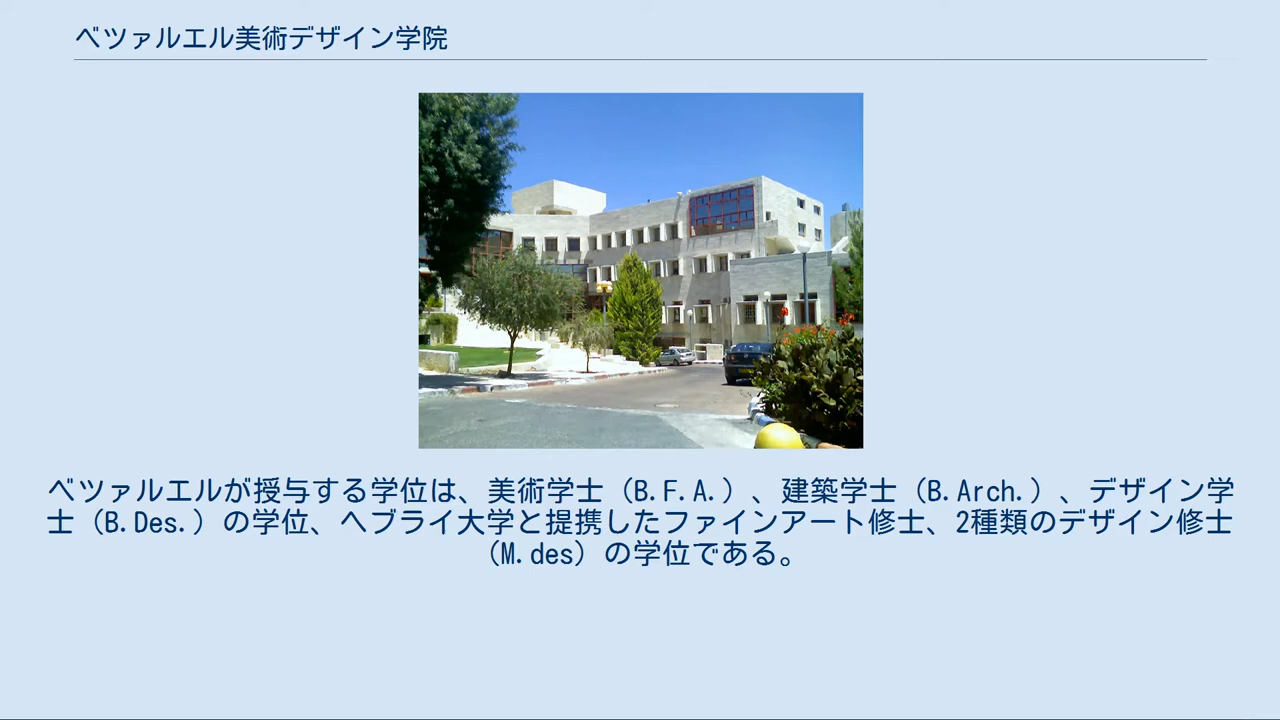 ベツァルエル美術デザイン学院
ベツァルエルが授与する学位は、美術学士（B.F.A.）、建築学士（B.Arch.）、デザイン学
士（B.Des.）の学位、ヘブライ大学と提携したファインアート修士、2種類のデザイン修士
（M.des）の学位である。